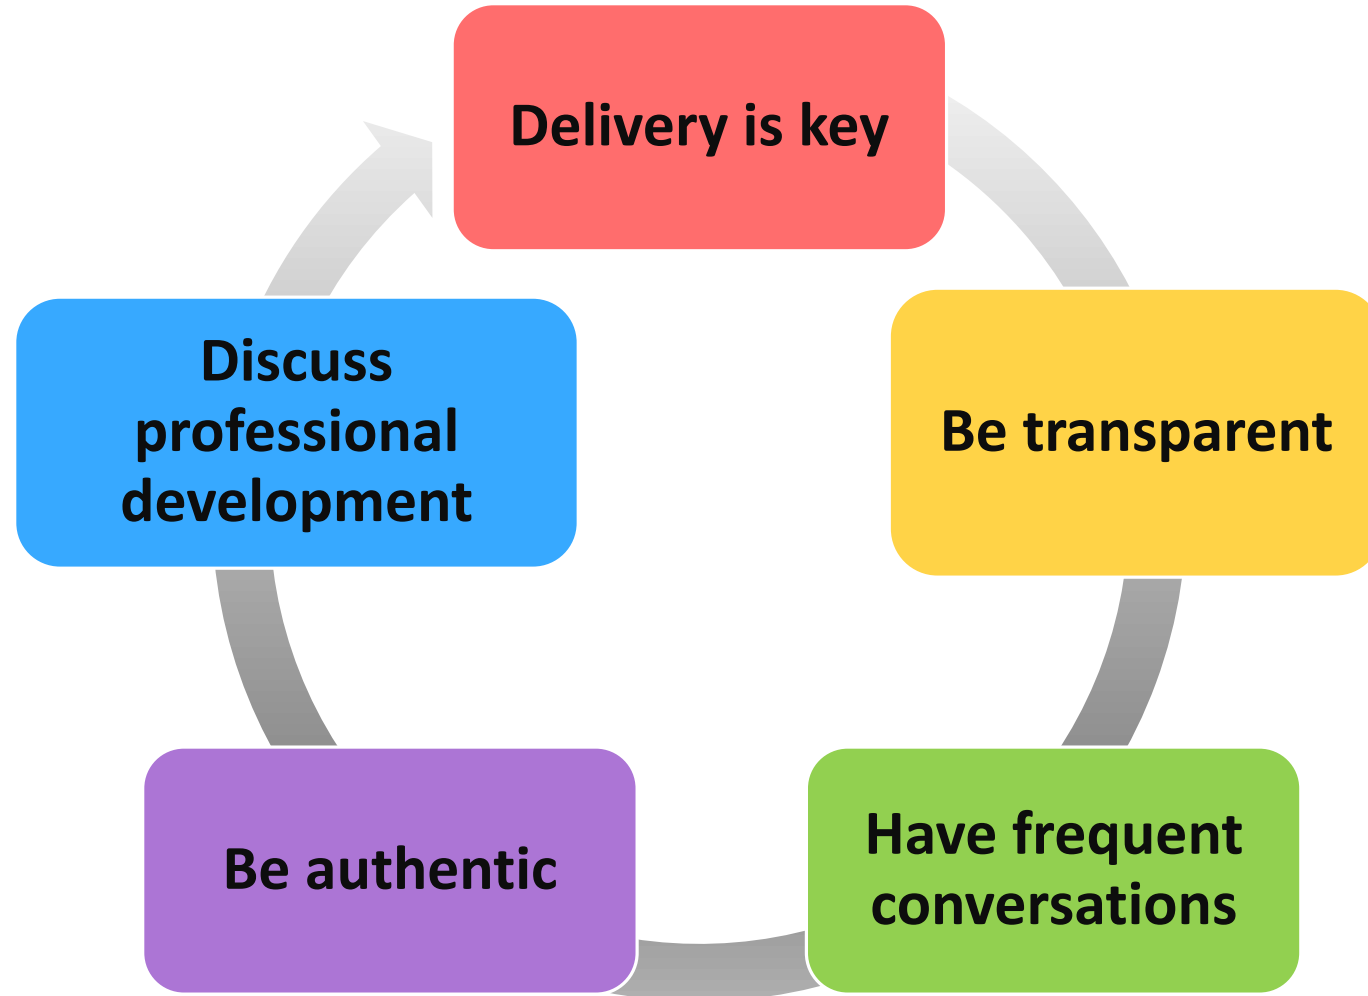 Delivery is key
Be transparent
Have frequent
conversations
Be authentic
Discuss
professional
development